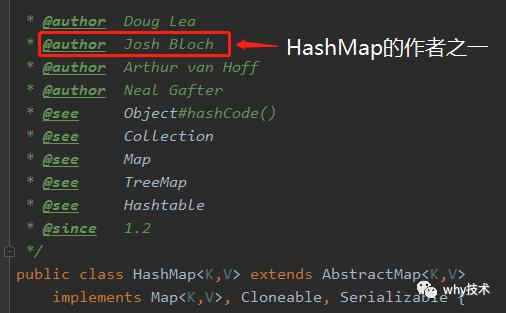 * @author Doug Lea
* @author Josh Bloch HashMap的作者之一
* @author Arthur van Hoff
* @author Neal Gafter
* @see Object#hashCode()
* @see Collection
* @see Map
* @see TreeMap
* @see Hashtable
* @since 1.2
*/
public class HashMap<K,V> extends AbstractMap<K,V>
implements Map<K,V>, Cloneable, Serializable {
why技术